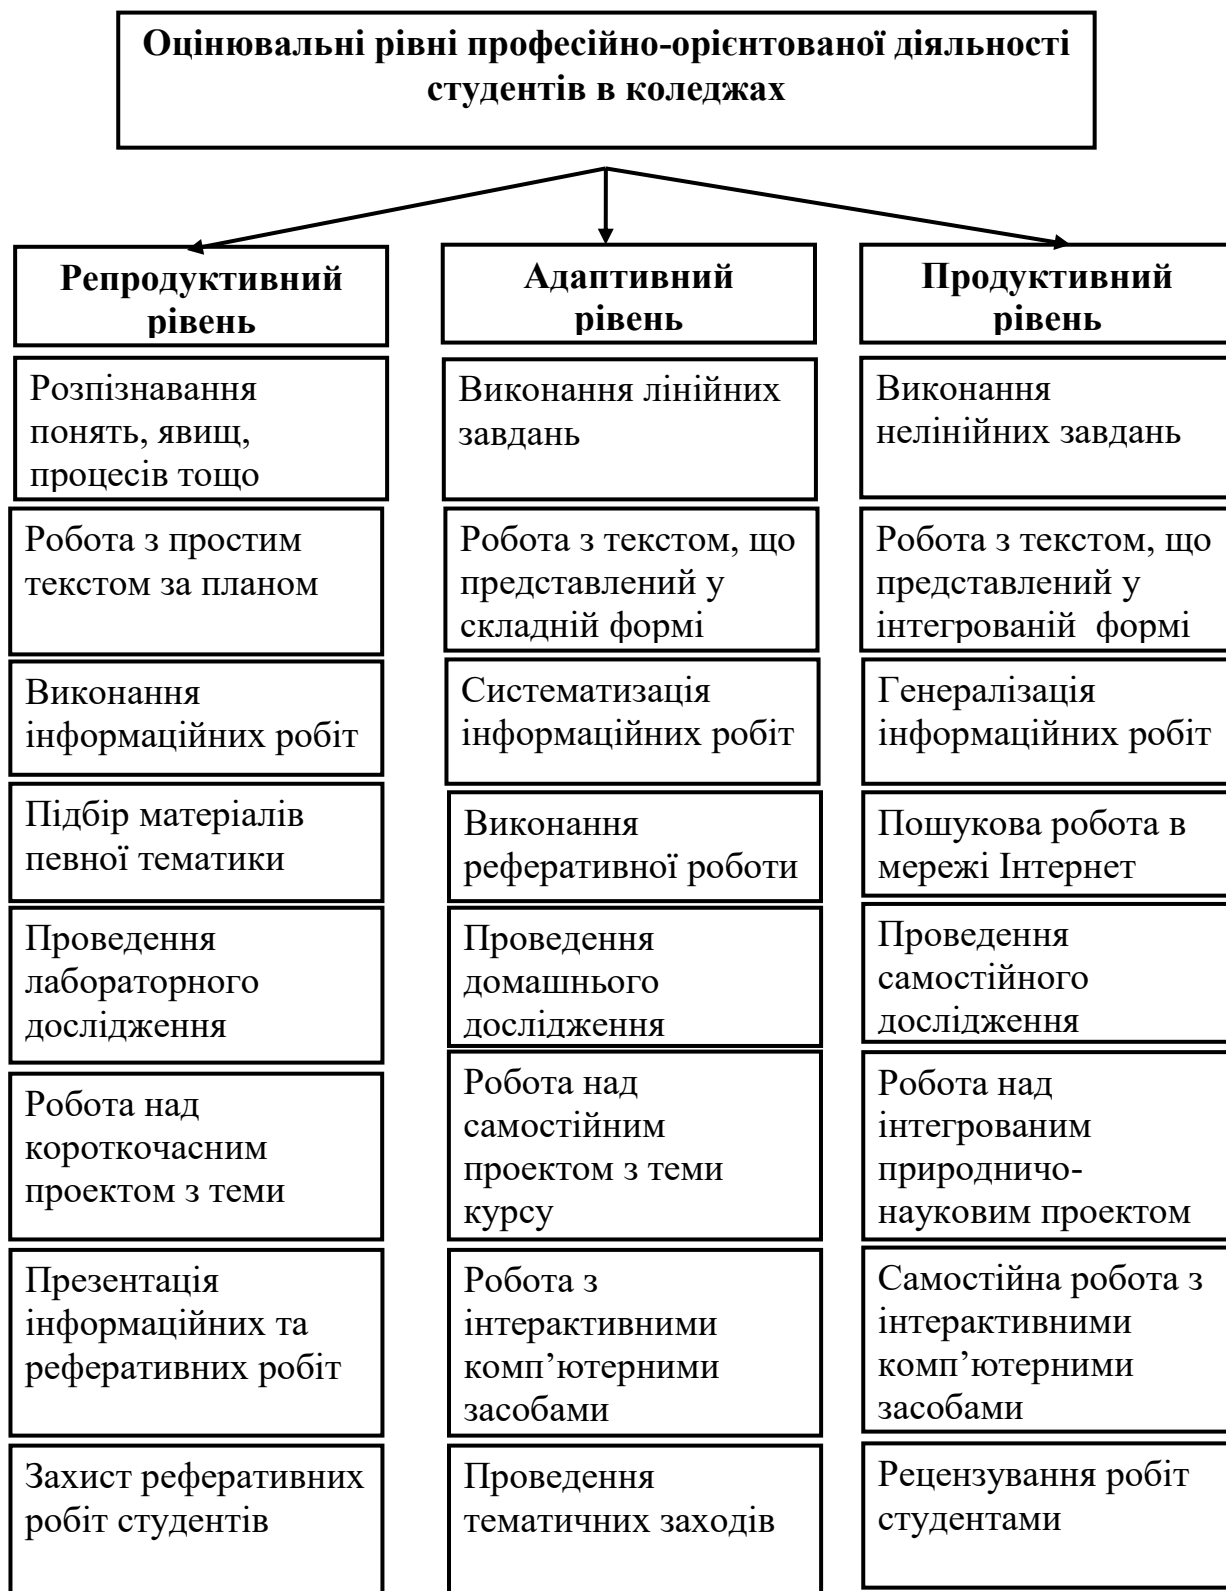 Оцінювальні рівні професійно-орієнтованої діяльності
студентів в коледжах
Репродуктивний
рівень
Розпізнавання
понять, явищ,
процесів тощо
Робота з простим
текстом за планом
Виконання
інформаційних робіт
Підбір матеріалів
певної тематики
Проведення
лабораторного
дослідження
Робота над
короткочасним
проектом з теми
Презентація
інформаційних та
реферативних робіт
Захист реферативних
робіт студентів
Адаптивний
рівень
Виконання лінійних
завдань
Робота з текстом, що
представлений у
складній формі
Систематизація
інформаційних робіт
Виконання
реферативної роботи
Проведення
домашнього
дослідження
Робота над
самостійним
проектом з теми
курсу
Робота з
інтерактивними
комп’ютерними
засобами
Проведення
тематичних заходів
Продуктивний
рівень
Виконання
нелінійних завдань
Робота з текстом, що
представлений у
інтегрованій  формі
Генералізація
інформаційних робіт
Пошукова робота в
мережі Інтернет
Проведення
самостійного
дослідження
Робота над
інтегрованим
природничо-
науковим проектом
Самостійна робота з
інтерактивними
комп’ютерними
засобами
Рецензування робіт
студентами